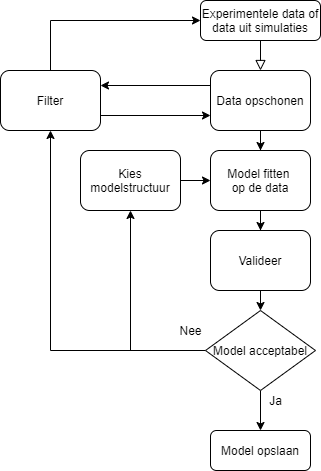 Experimentele data of
data uit simulaties
Filter
Data opschonen
Kies
modelstructuur
Model fitten
op de data
Valideer
Nee
Model acceptabel
Ja
Model opslaan